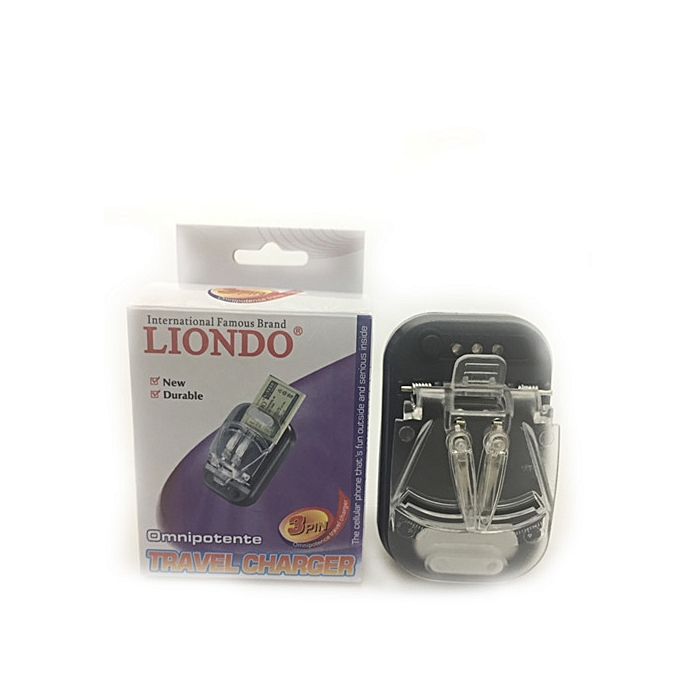 International Famous Brand
LIONDO®
New
Durable
3PIN
Omnipotence travel charger
Omnipotente
TRAVEL CHARGER
The cellular phone that's fun outside and serious inside